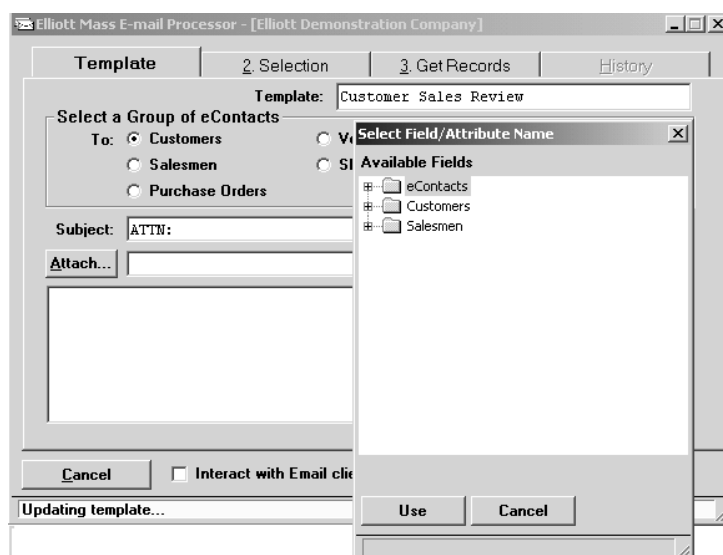 Elliott Mass E-mail Processor - [Elliott Demonstration Company]
Template 2. Selection 3. Get Records History
Template: Customer Sales Review
Select a Group of eContacts
To: Customers
Salesmen
Purchase Orders
Subject: ATTN:
Attach...
Cancel Interact with Email
Updating template...
Select Field/Attribute Name
Available Fields
eContacts
Customers
Salesmen
Use Cancel